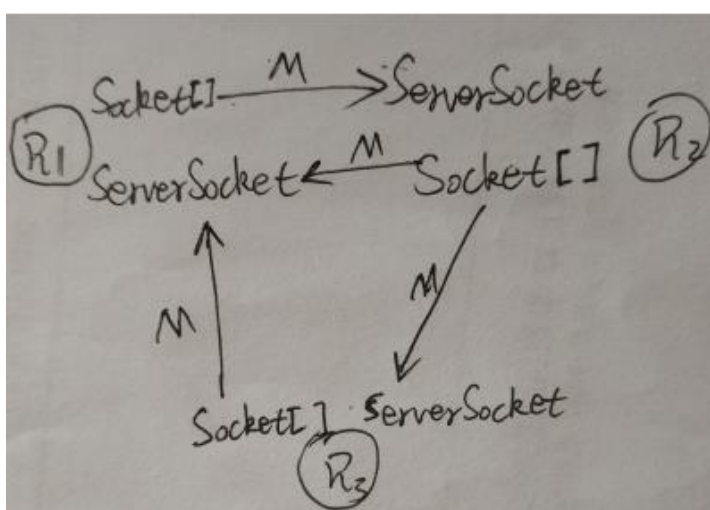 Socket[] M ServerSocket
R1 ServerSocket M Socket[] R2
M M
Socket[] ServerSocket
R3